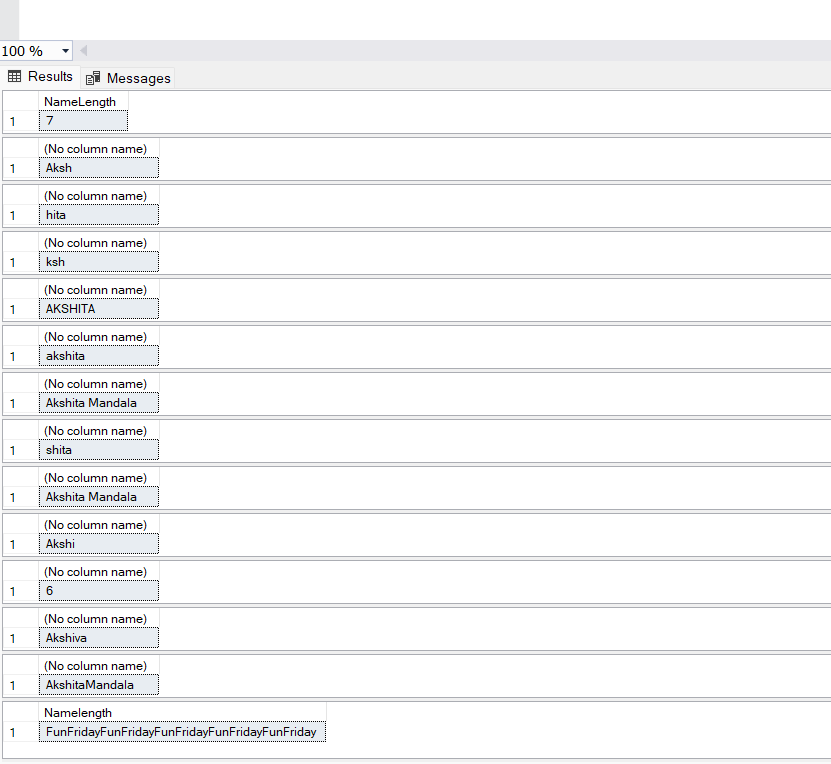 100 %
Results Messages
NameLength
1 7
(No column name)
1 Aksh
(No column name)
1 hita
(No column name)
1 ksh
(No column name)
1 AKSHITA
(No column name)
1 akshita
(No column name)
1 Akshita Mandala
(No column name)
1 shita
(No column name)
1 Akshita Mandala
(No column name)
1 Akshi
(No column name)
1 6
(No column name)
1 Akshiva
(No column name)
1 AkshitaMandala
Namelength
1 FunFridayFunFridayFunFridayFunFridayFunFriday